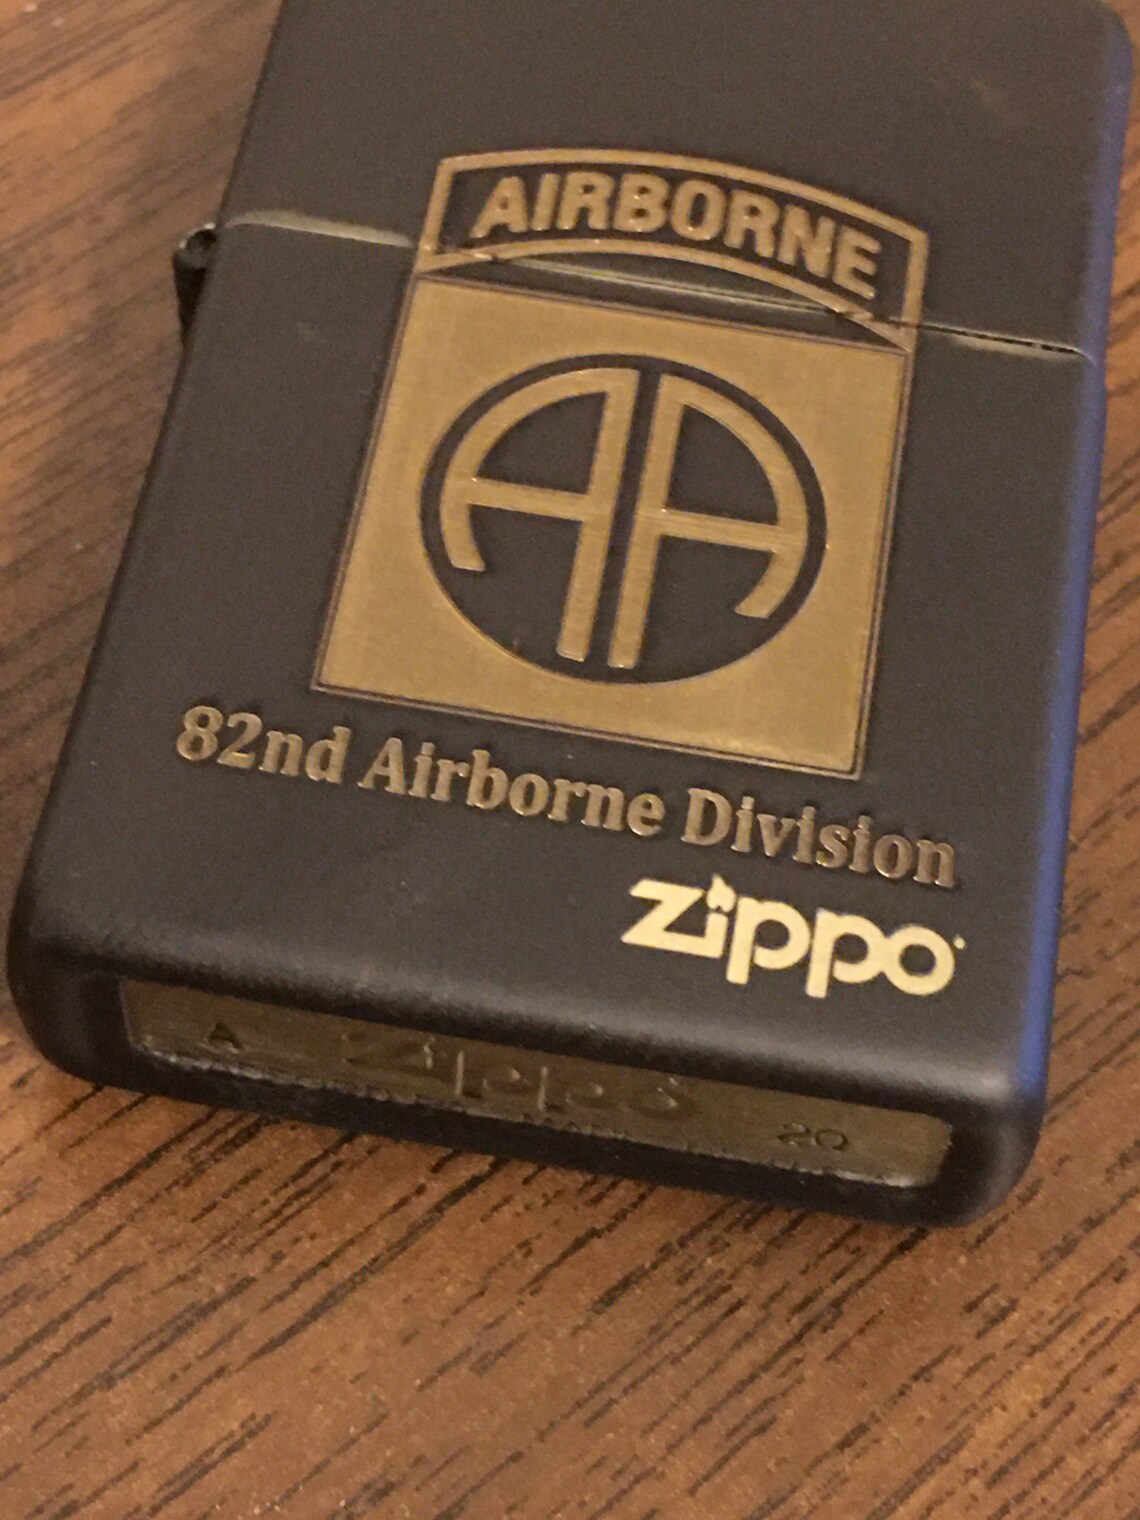 AIRBORNE
AA
82nd Airborne Division
zippo
A zippo 20